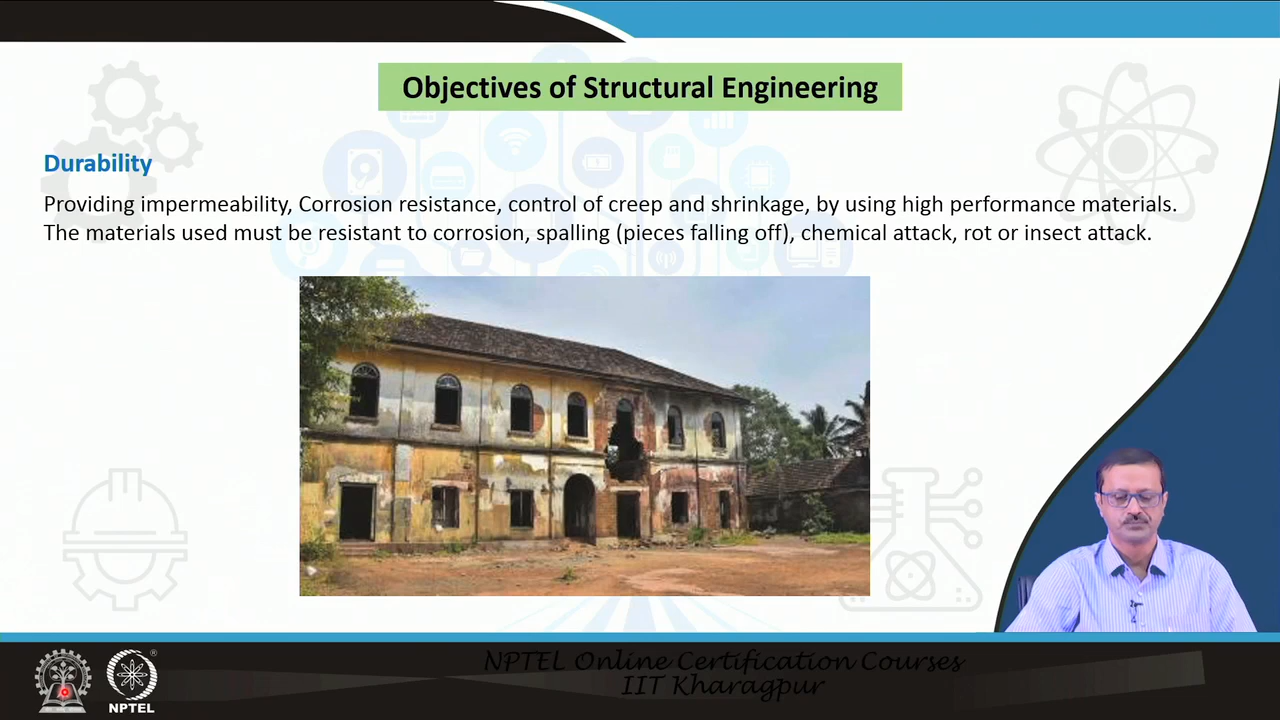 Objectives of Structural Engineering
Durability
Providing impermeability, Corrosion resistance, control of creep and shrinkage, by using high performance materials.
The materials used must be resistant to corrosion, spalling (pieces falling off), chemical attack, rot or insect attack.
NPTEL Online Certification Courses
IIT Kharagpur
®
NPTEL